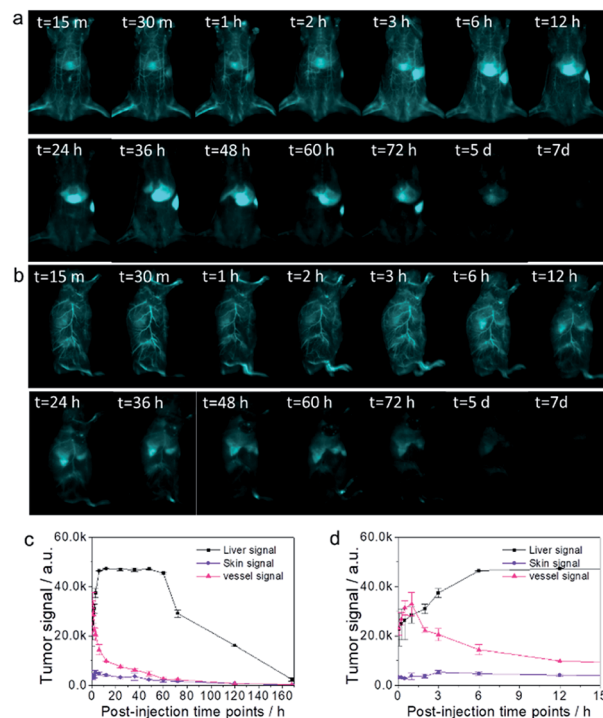 a
t=15 m t=30 m t=1 h t=2 h t=3 h t=6 h t=12 h
t=24 h t=36 h t=48 h t=60 h t=72 h t=5 d t=7d
b
t=15 m t=30 m t=1 h t=2 h t=3 h t=6 h t=12 h
t=24 h t=36 h t=48 h t=60 h t=72 h t=5 d t=7d
c
60.0k
40.0k
20.0k
0.0
Tumor signal / a.u.
Liver signal
Skin signal
vessel signal
0 20 40 60 80 100 120 140 160
Post-injection time points / h
d
60.0k
40.0k
20.0k
0.0
Tumor signal / a.u.
Liver signal
Skin signal
vessel signal
0 3 6 9 12 15
Post-injection time points / h